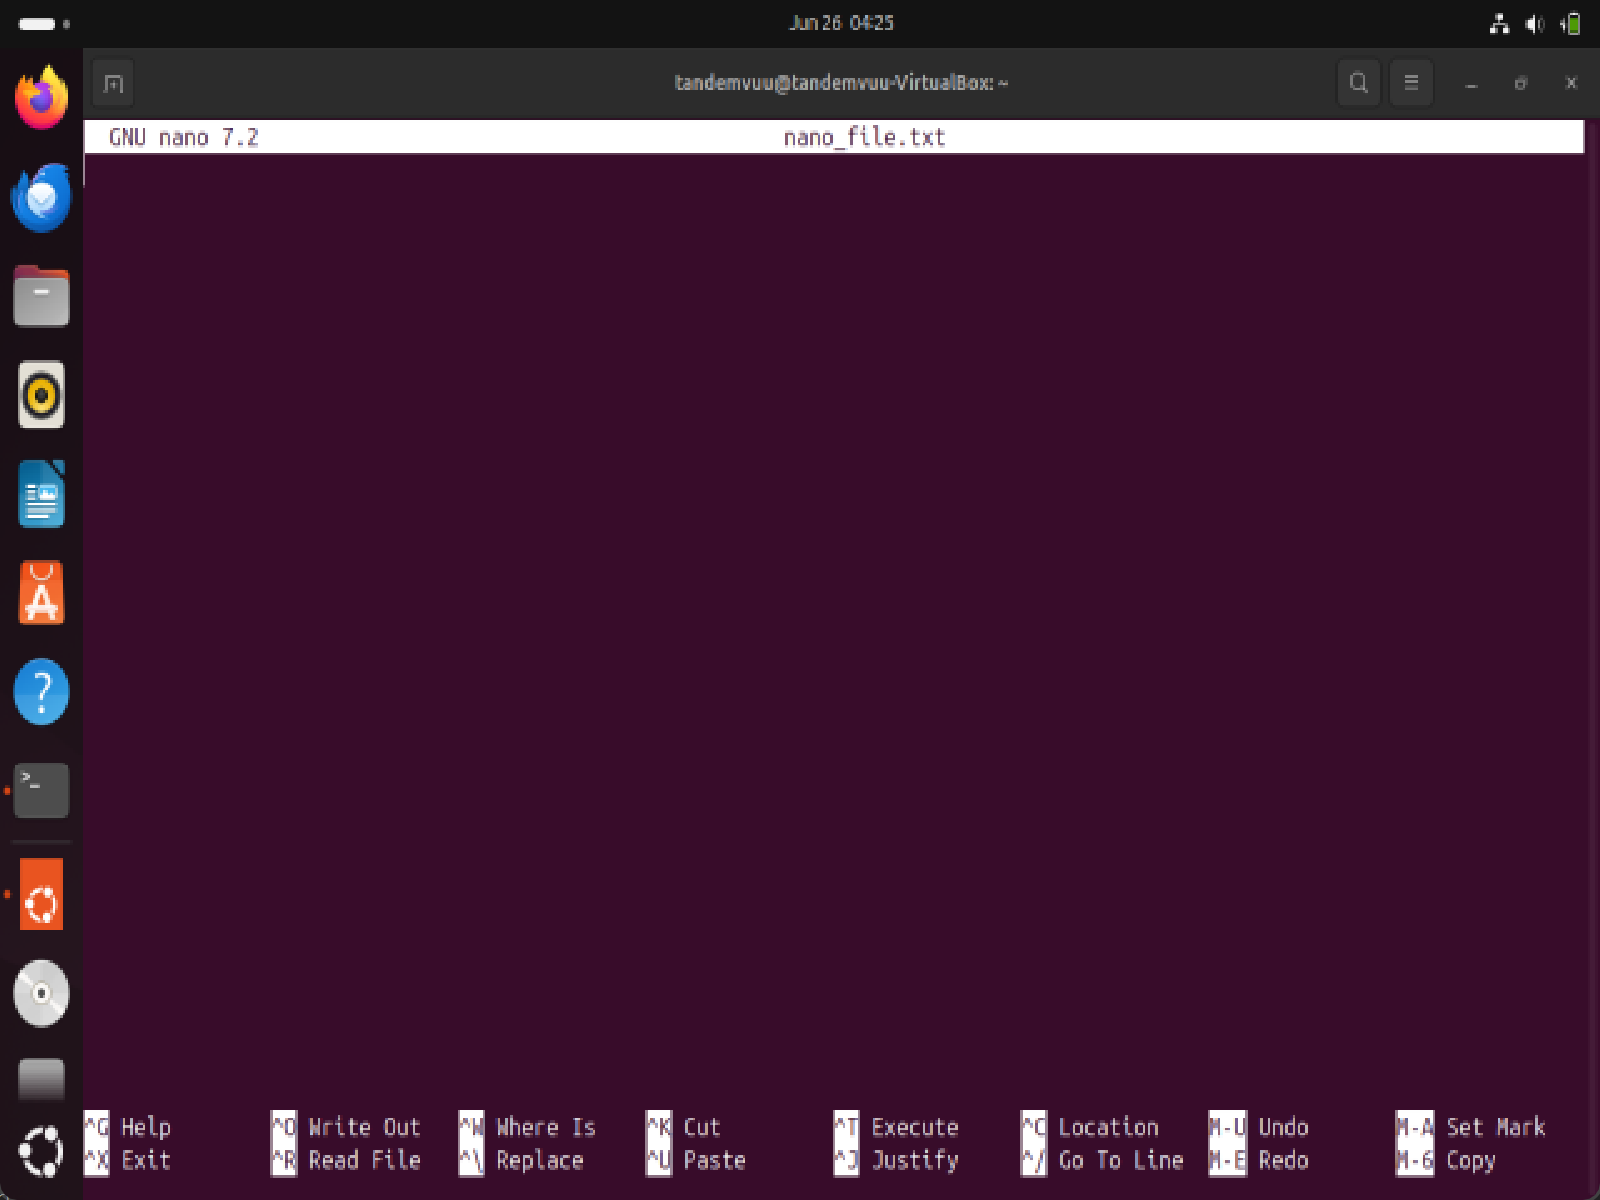 Jun 26 04:25
tandemvuu@tandemvuu-VirtualBox: ~
GNU nano 7.2 nano_file.txt
^G Help ^O Write Out ^W Where Is ^K Cut ^T Execute ^C Location M-U Undo M-A Set Mark
^X Exit ^R Read File ^\ Replace ^U Paste ^J Justify ^/ Go To Line M-E Redo M-6 Copy